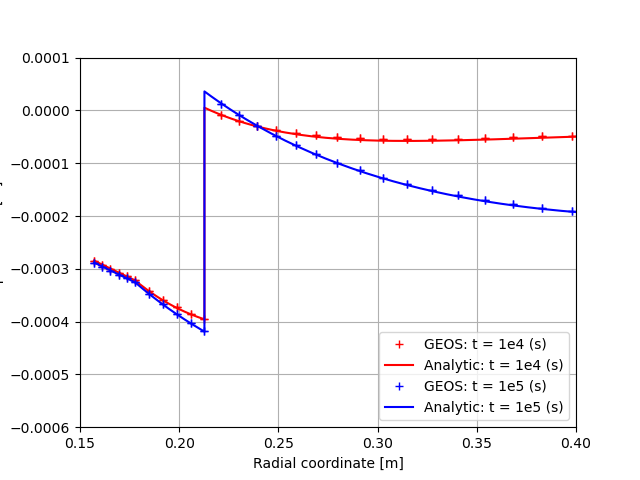 0.0001
0.0000
−0.0001
−0.0002
−0.0003
−0.0004
−0.0005
−0.0006
0.15
0.20
0.25
0.30
0.35
0.40
Radial coordinate [m]
GEOS: t = 1e4 (s)
Analytic: t = 1e4 (s)
GEOS: t = 1e5 (s)
Analytic: t = 1e5 (s)